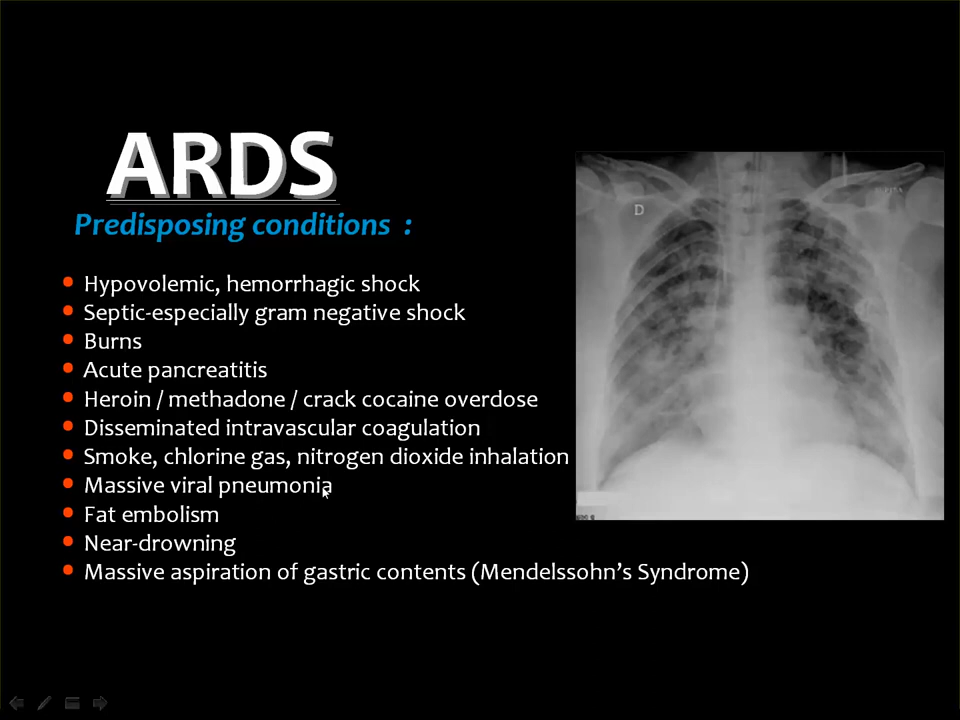 ARDS
Predisposing conditions :
Hypovolemic, hemorrhagic shock
Septic-especially gram negative shock
Burns
Acute pancreatitis
Heroin / methadone / crack cocaine overdose
Disseminated intravascular coagulation
Smoke, chlorine gas, nitrogen dioxide inhalation
Massive viral pneumonia
Fat embolism
Near-drowning
Massive aspiration of gastric contents (Mendelssohn's Syndrome)
D